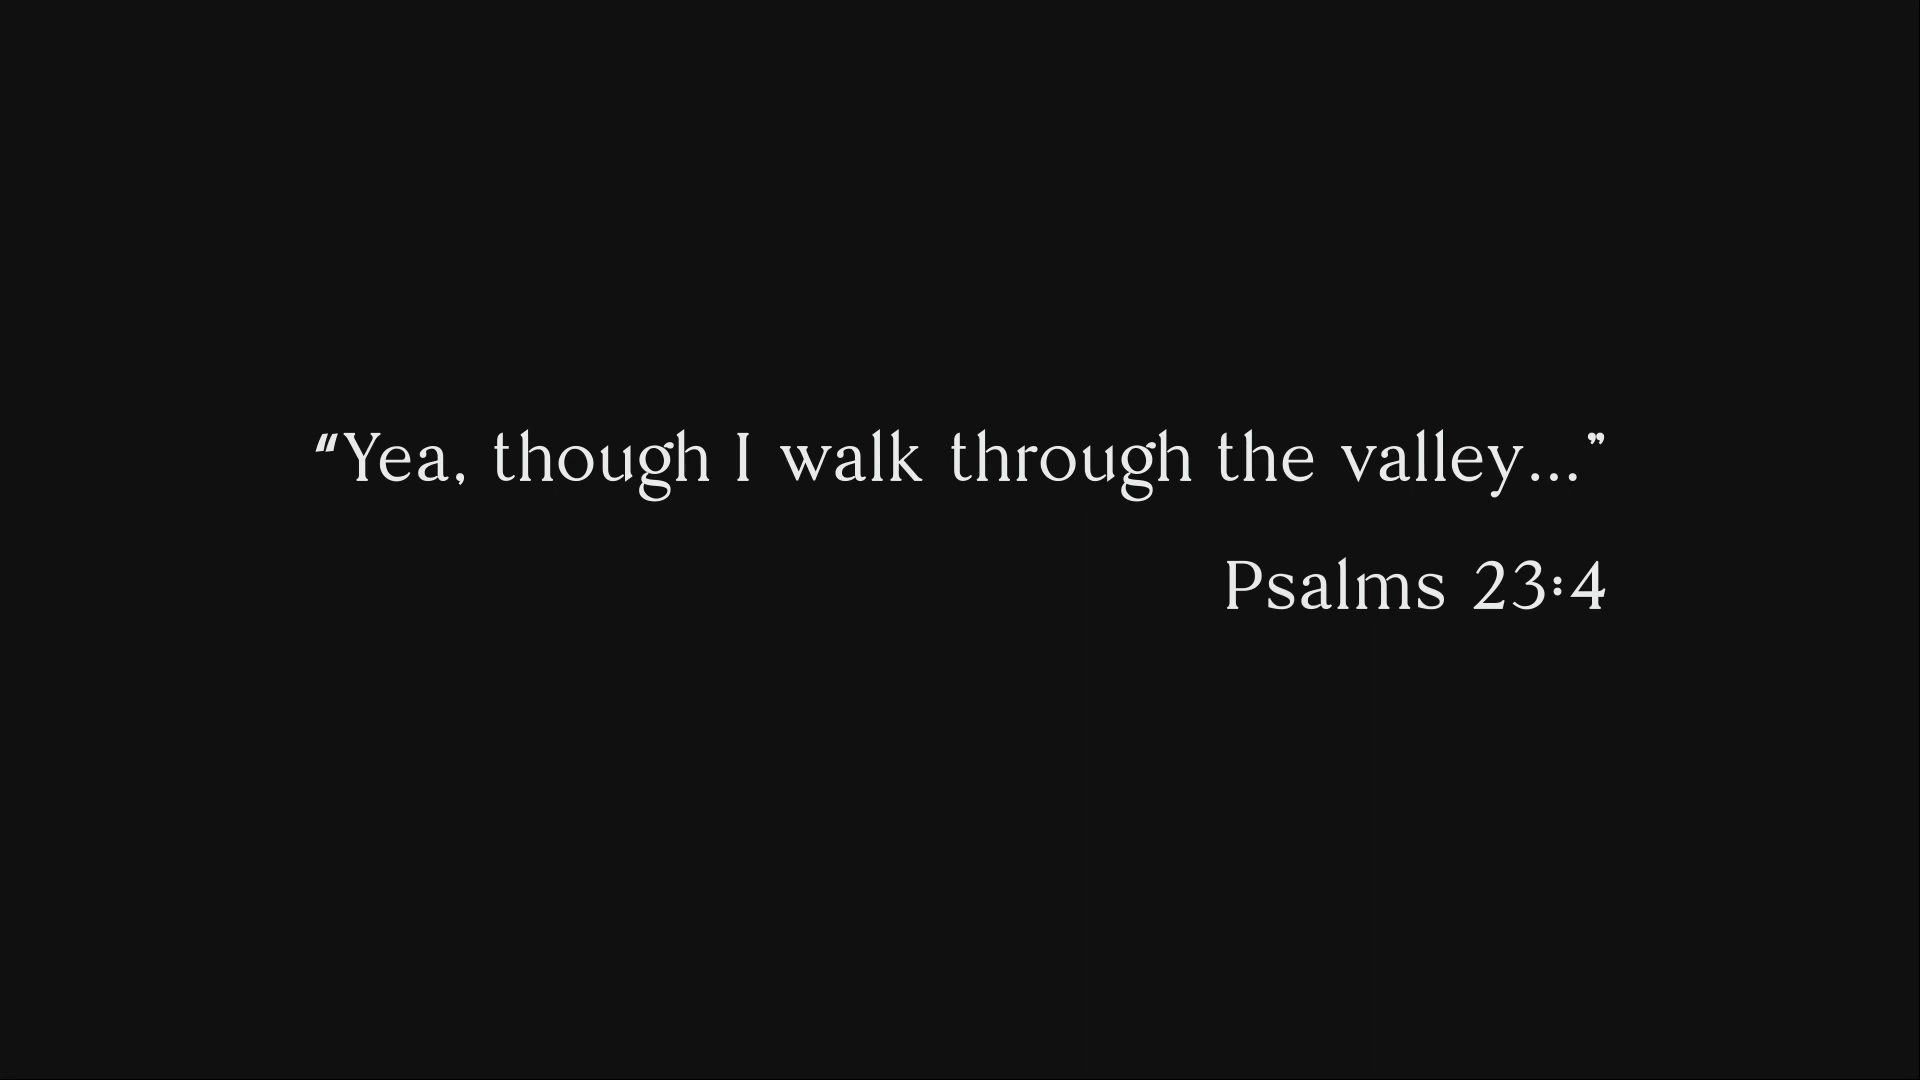 “Yea, though I walk through the valley...”
Psalms 23:4